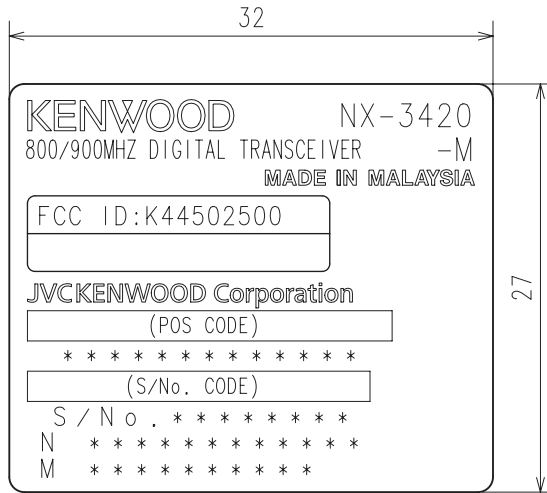 32
KENWOOD NX-3420
800/900MHZ DIGITAL TRANSCEIVER -M
MADE IN MALAYSIA
FCC ID:K44502500
27
JVCKENWOOD Corporation
(POS CODE)
* * * * * * * * * * * * *
(S/No. CODE)
S/No. * * * * * * * *
N * * * * * * * * * * * *
M * * * * * * * * * *